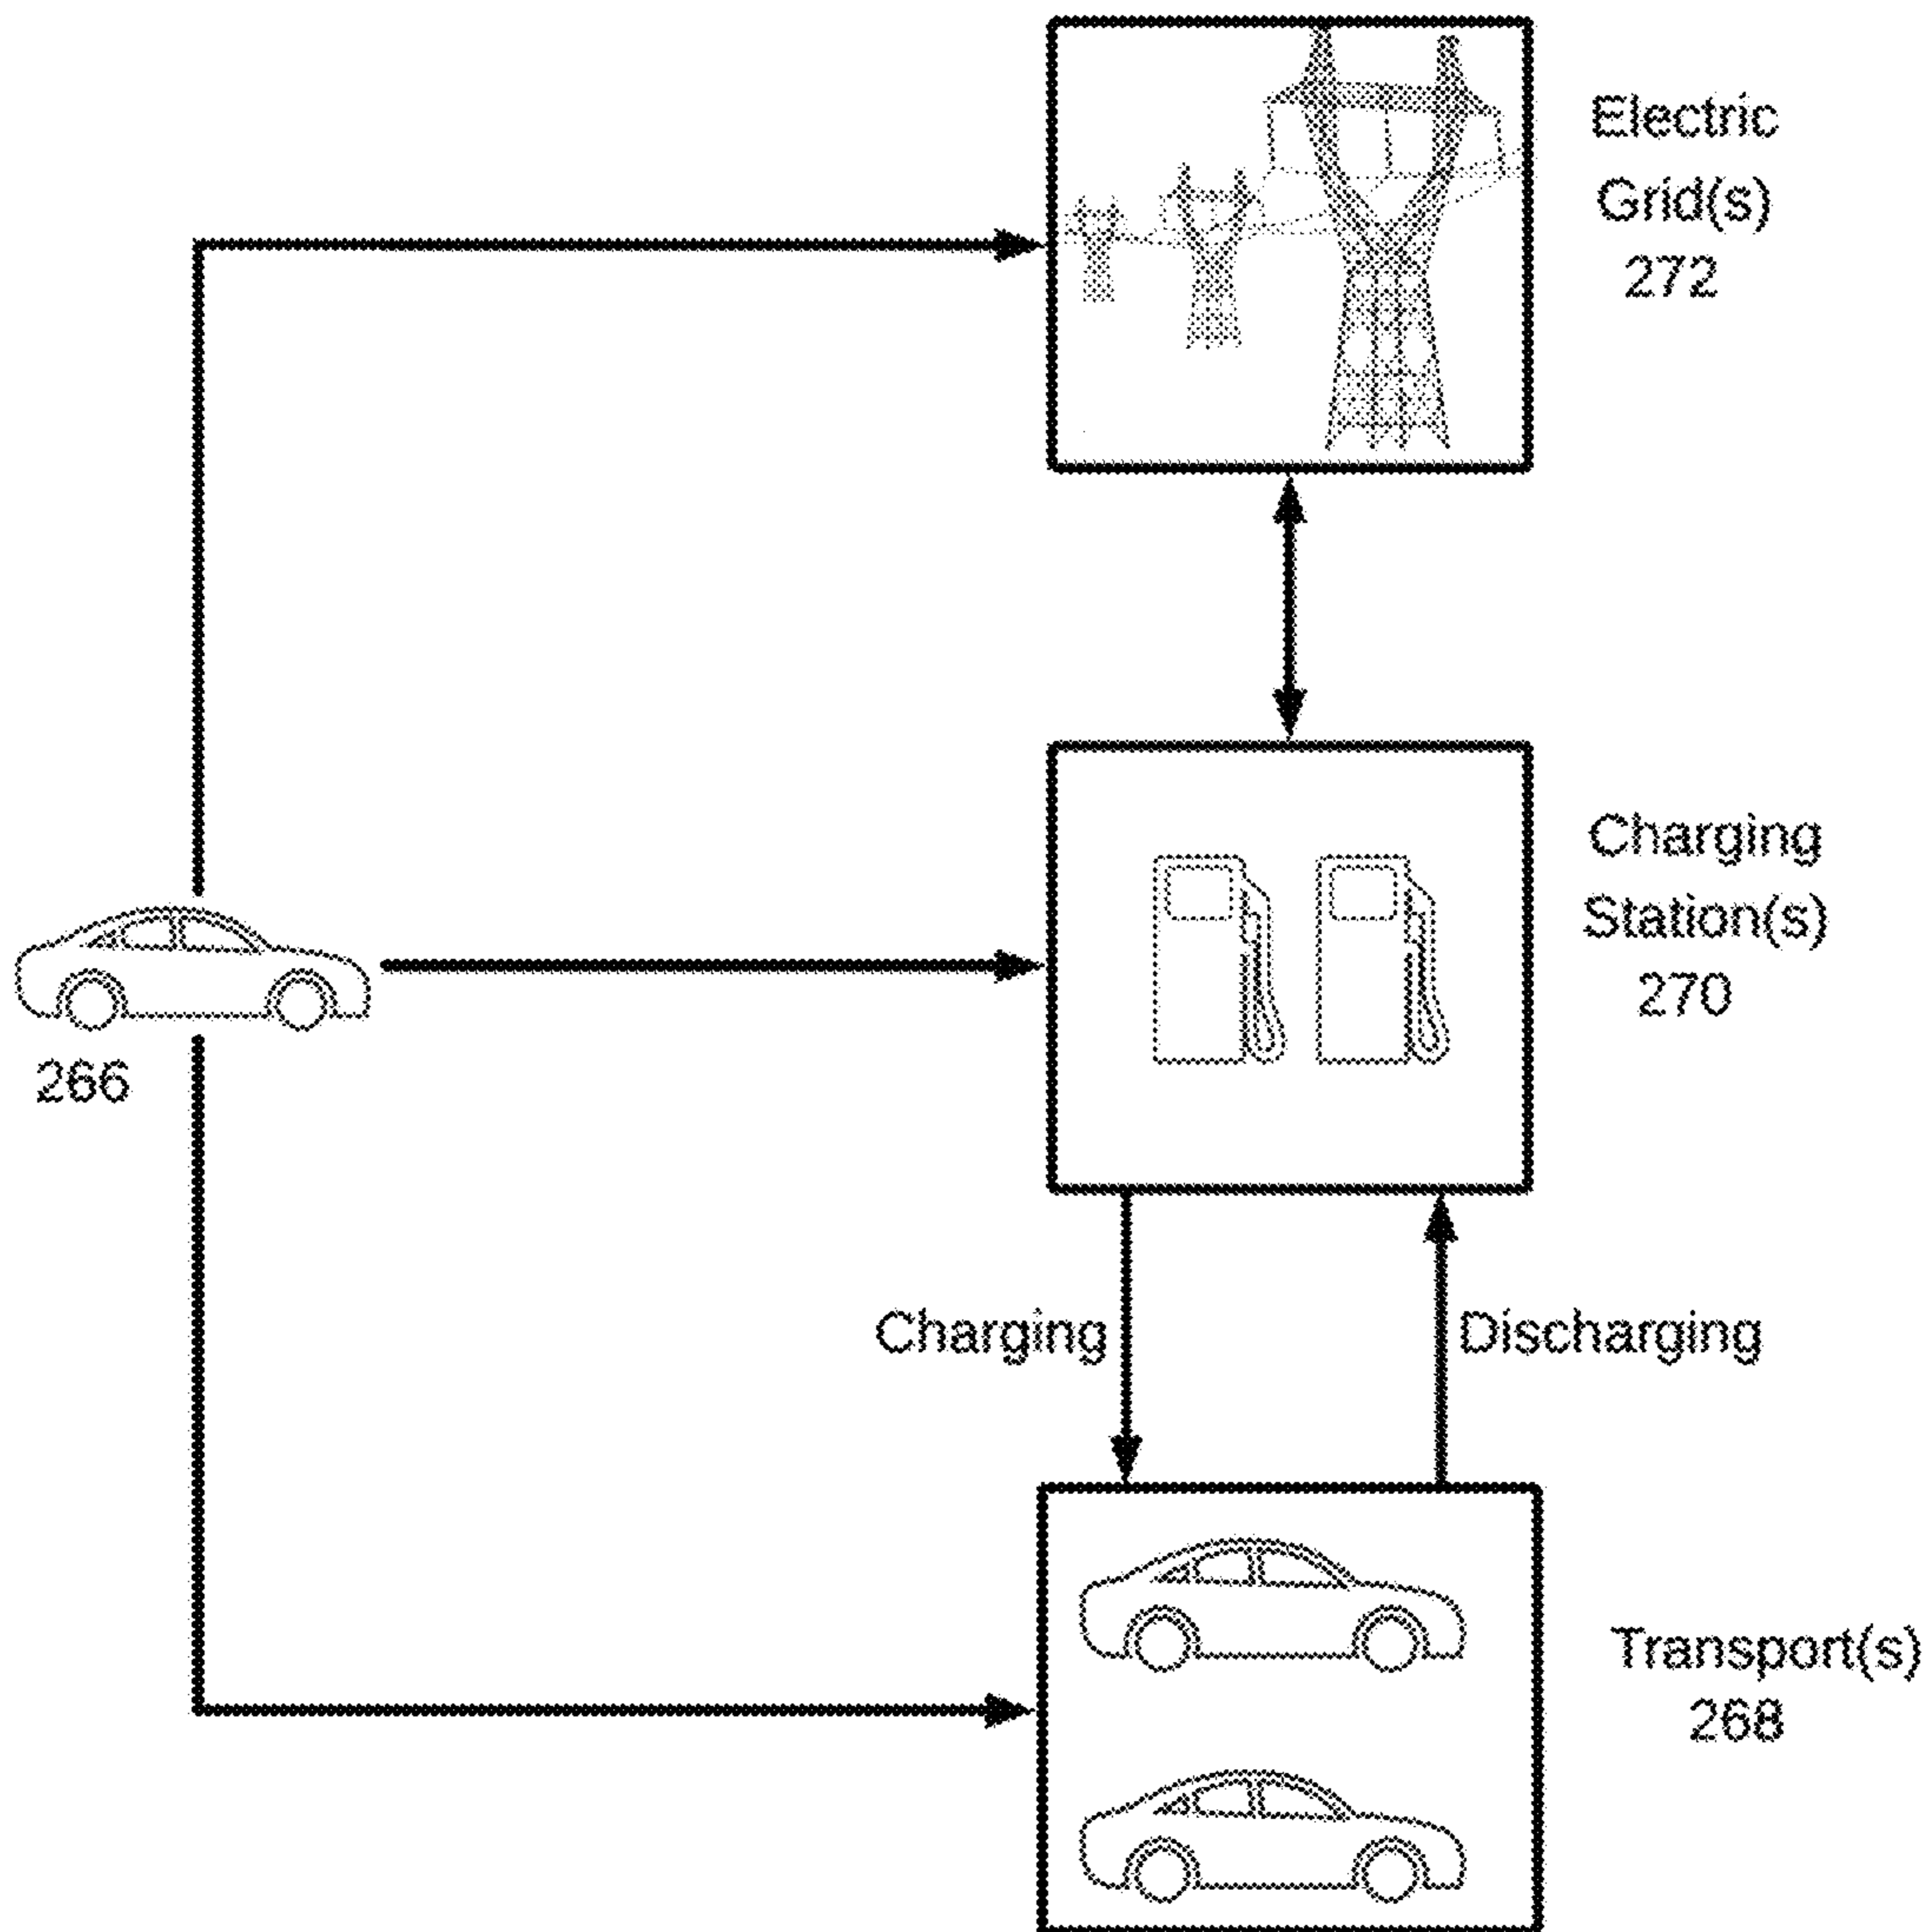 Electric
Grid(s)
272
Charging
Station(s)
270
266
Charging
Discharging
Transport(s)
268